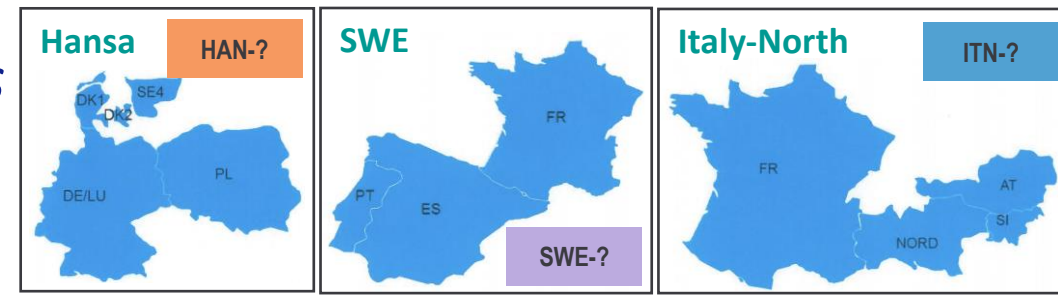 Hansa
HAN-?
DK1
SE4
DK2
DE/LU
PL
SWE
FR
PT
ES
SWE-?
Italy-North
ITN-?
FR
AT
SI
NORD